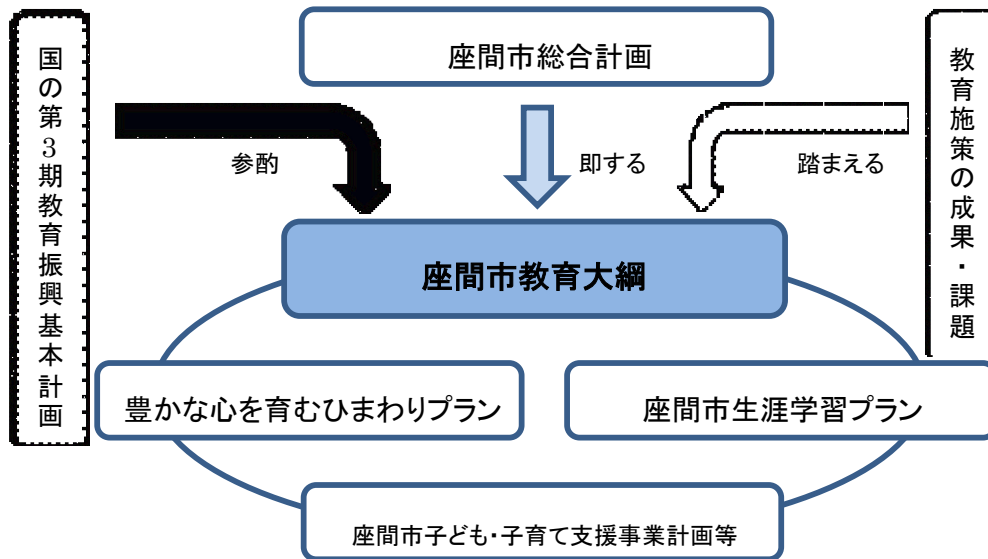 座間市総合計画
国の第3期教育振興基本計画
教育施策の成果・課題
参酌
即する
踏まえる
座間市教育大綱
豊かな心を育むひまわりプラン
座間市生涯学習プラン
座間市子ども・子育て支援事業計画等